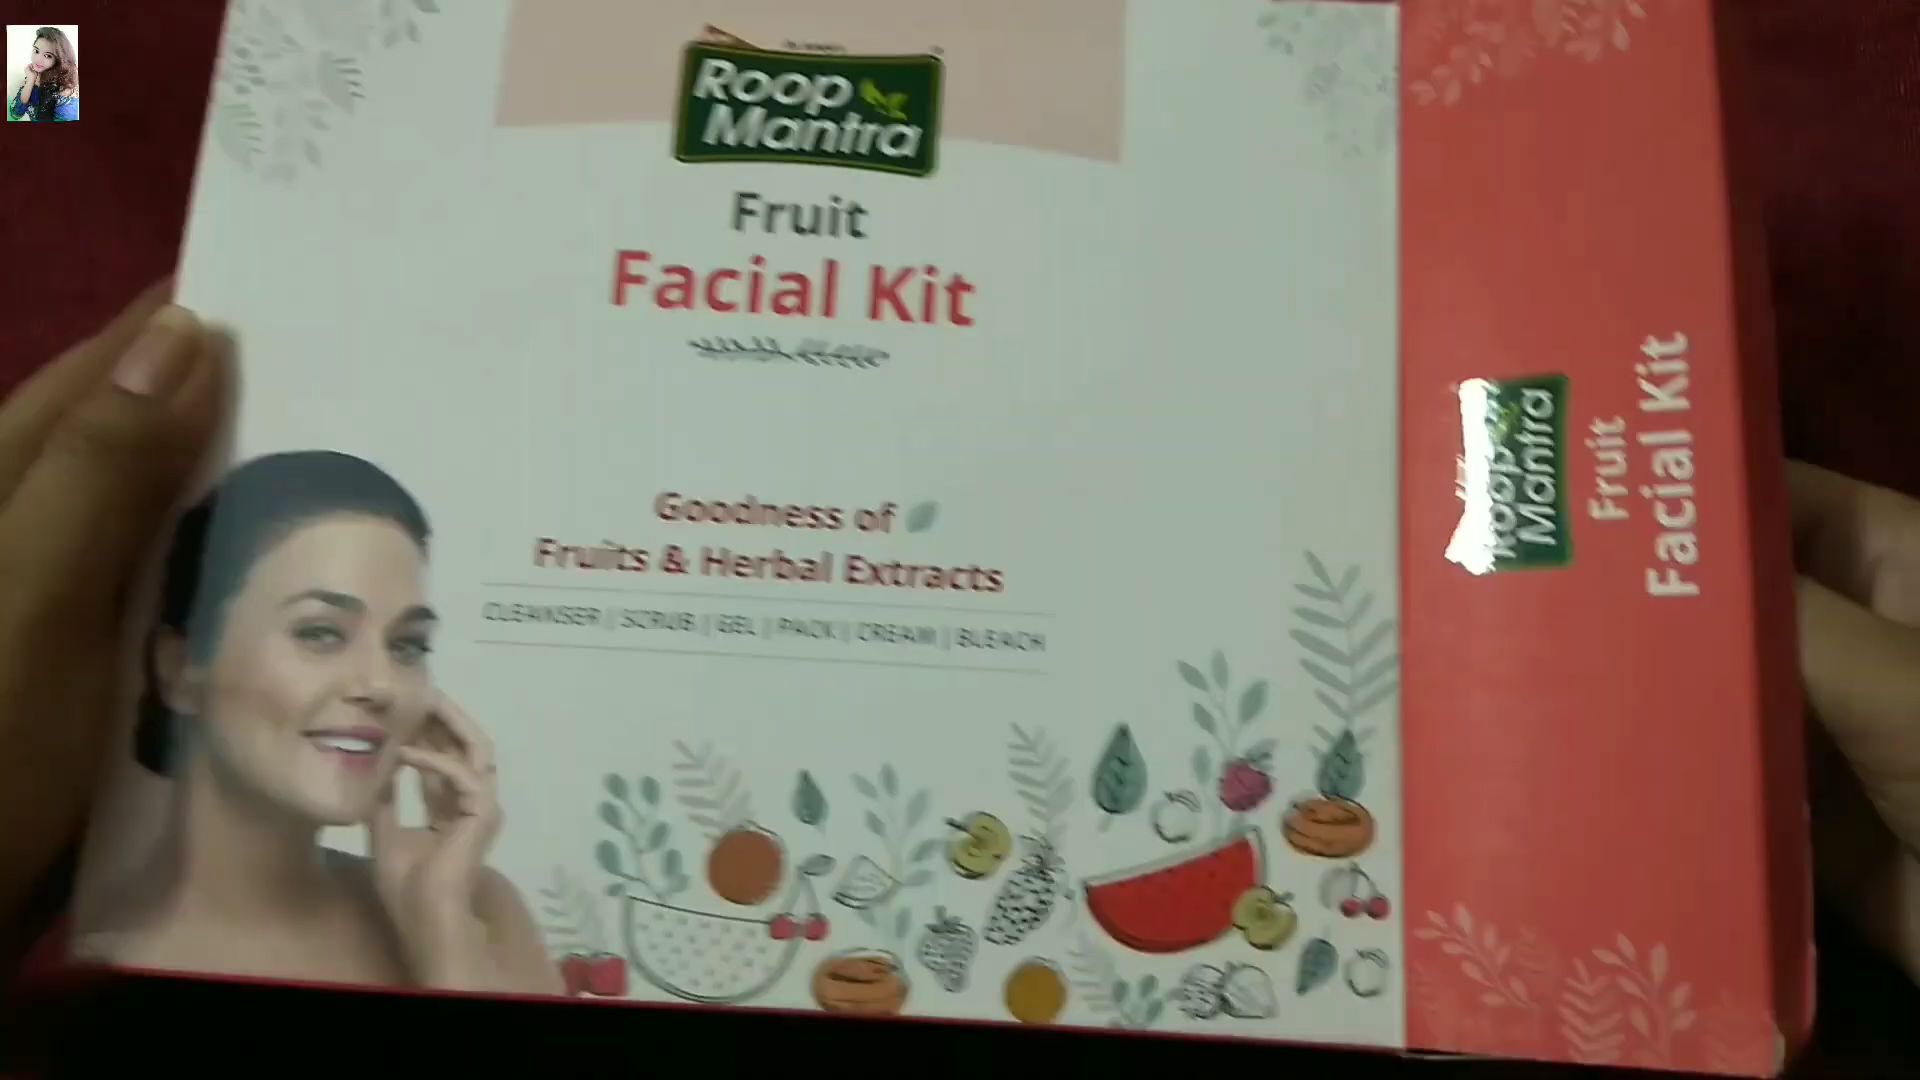 Roop
Mantra
Fruit
Facial Kit
Goodness of
Fruits & Herbal Extracts
CLEANSER | SCRUB | GEL | PACK | CREAM | BLEACH
Roop
Mantra
Fruit
Facial Kit